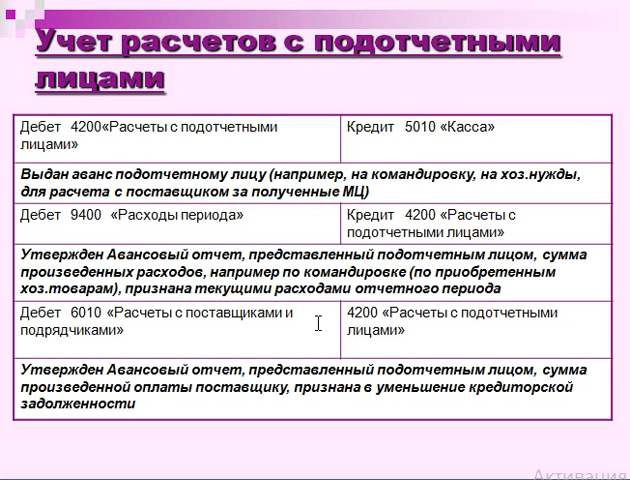 Учет расчетов с подотчетными
лицами
Дебет 4200«Расчеты с подотчетными
лицами»
Кредит 5010 «Касса»
Выдан аванс подотчетному лицу (например, на командировку, на хоз.нужды,
для расчета с поставщиком за полученные МЦ)
Дебет 9400 «Расходы периода»
Кредит 4200 «Расчеты с
подотчетными лицами»
Утвержден Авансовый отчет, представленный подотчетным лицом, сумма
произведенных расходов, например по командировке (по приобретенным
хоз.товарам), признана текущими расходами отчетного периода
Дебет 6010 «Расчеты с поставщиками и
подрядчиками»
4200 «Расчеты с подотчетными
лицами»
Утвержден Авансовый отчет, представленный подотчетным лицом, сумма
произведенной оплаты поставщику, признана в уменьшение кредиторской
задолженности
Активация